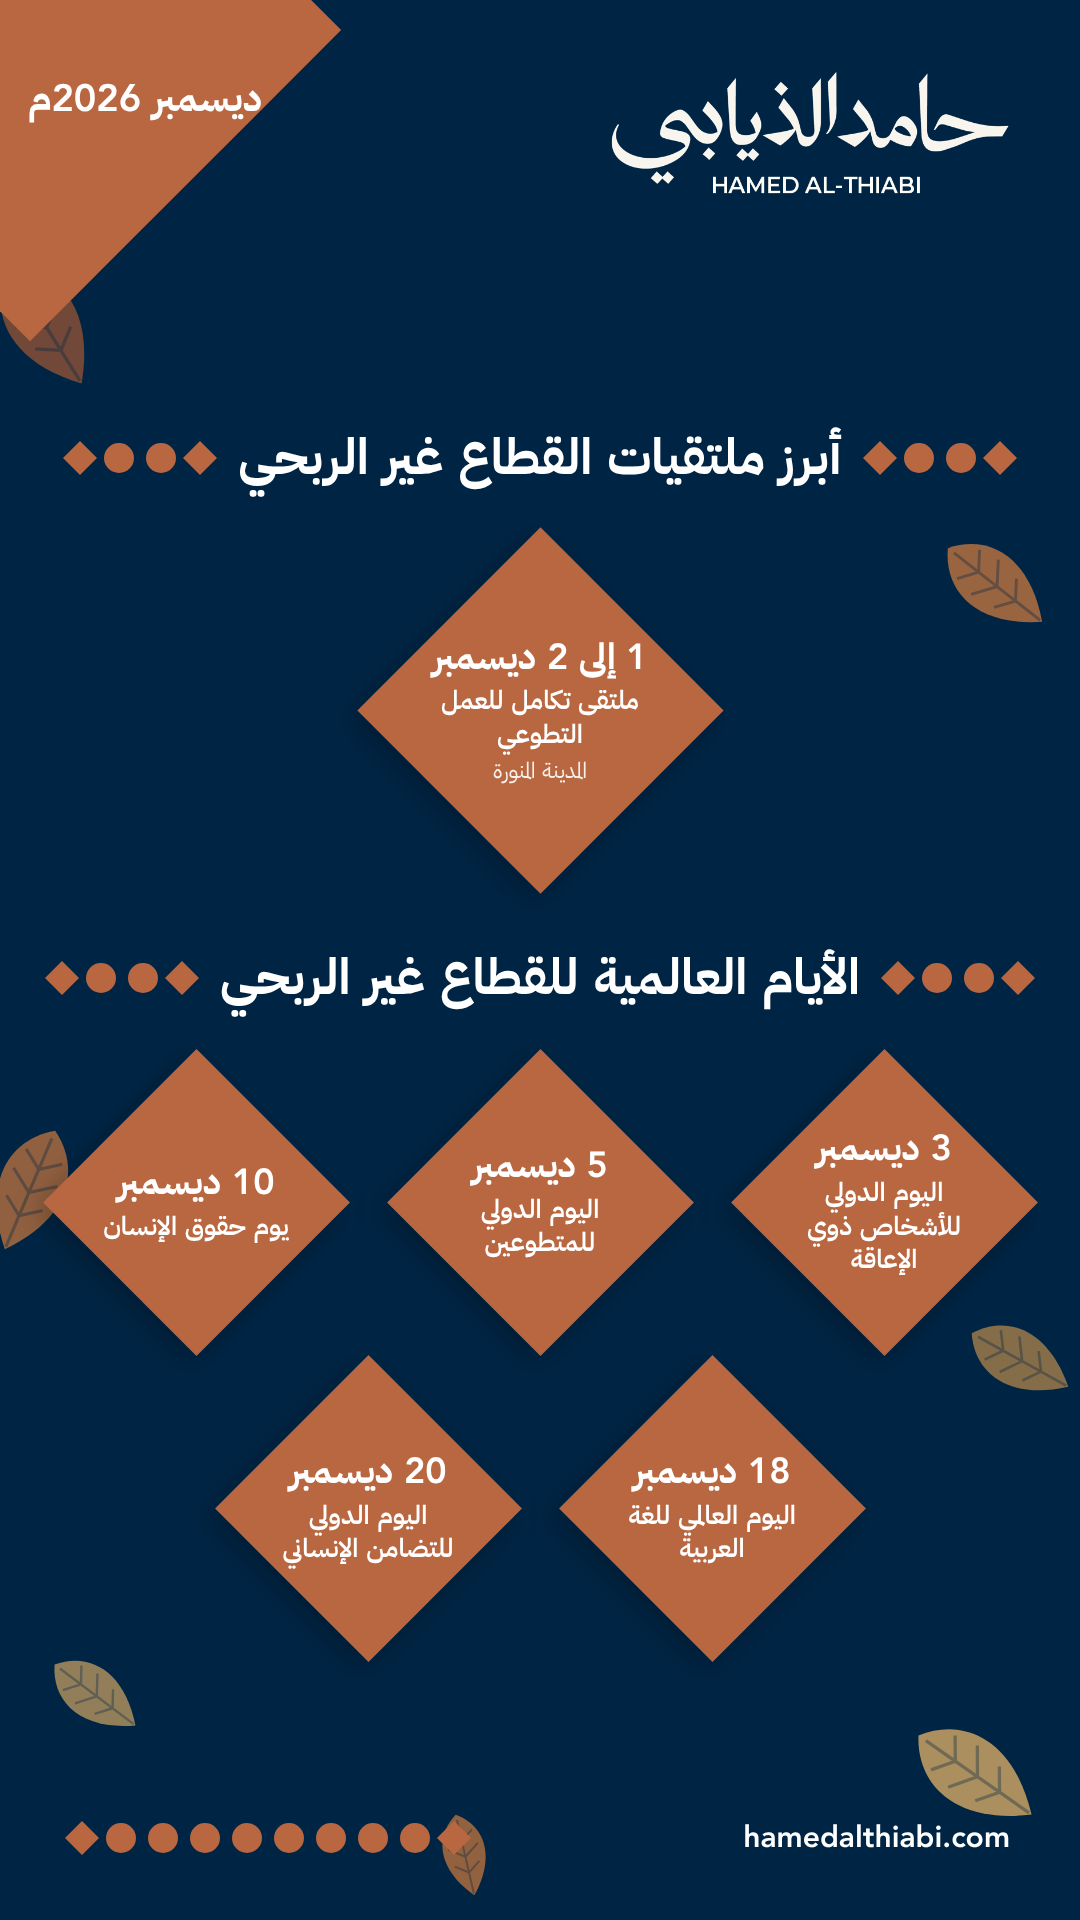 حامد الذيابي
HAMED AL-THIABI
ديسمبر 2026م
أبرز ملتقيات القطاع غير الربحي
1 إلى 2 ديسمبر
ملتقى تكامل للعمل
التطوعي
المدينة المنورة
الأيام العالمية للقطاع غير الربحي
3 ديسمبر
اليوم الدولي
للأشخاص ذوي
الإعاقة
5 ديسمبر
اليوم الدولي
للمتطوعين
10 ديسمبر
يوم حقوق الإنسان
18 ديسمبر
اليوم العالمي للغة
العربية
20 ديسمبر
اليوم الدولي
للتضامن الإنساني
hamedalthiabi.com